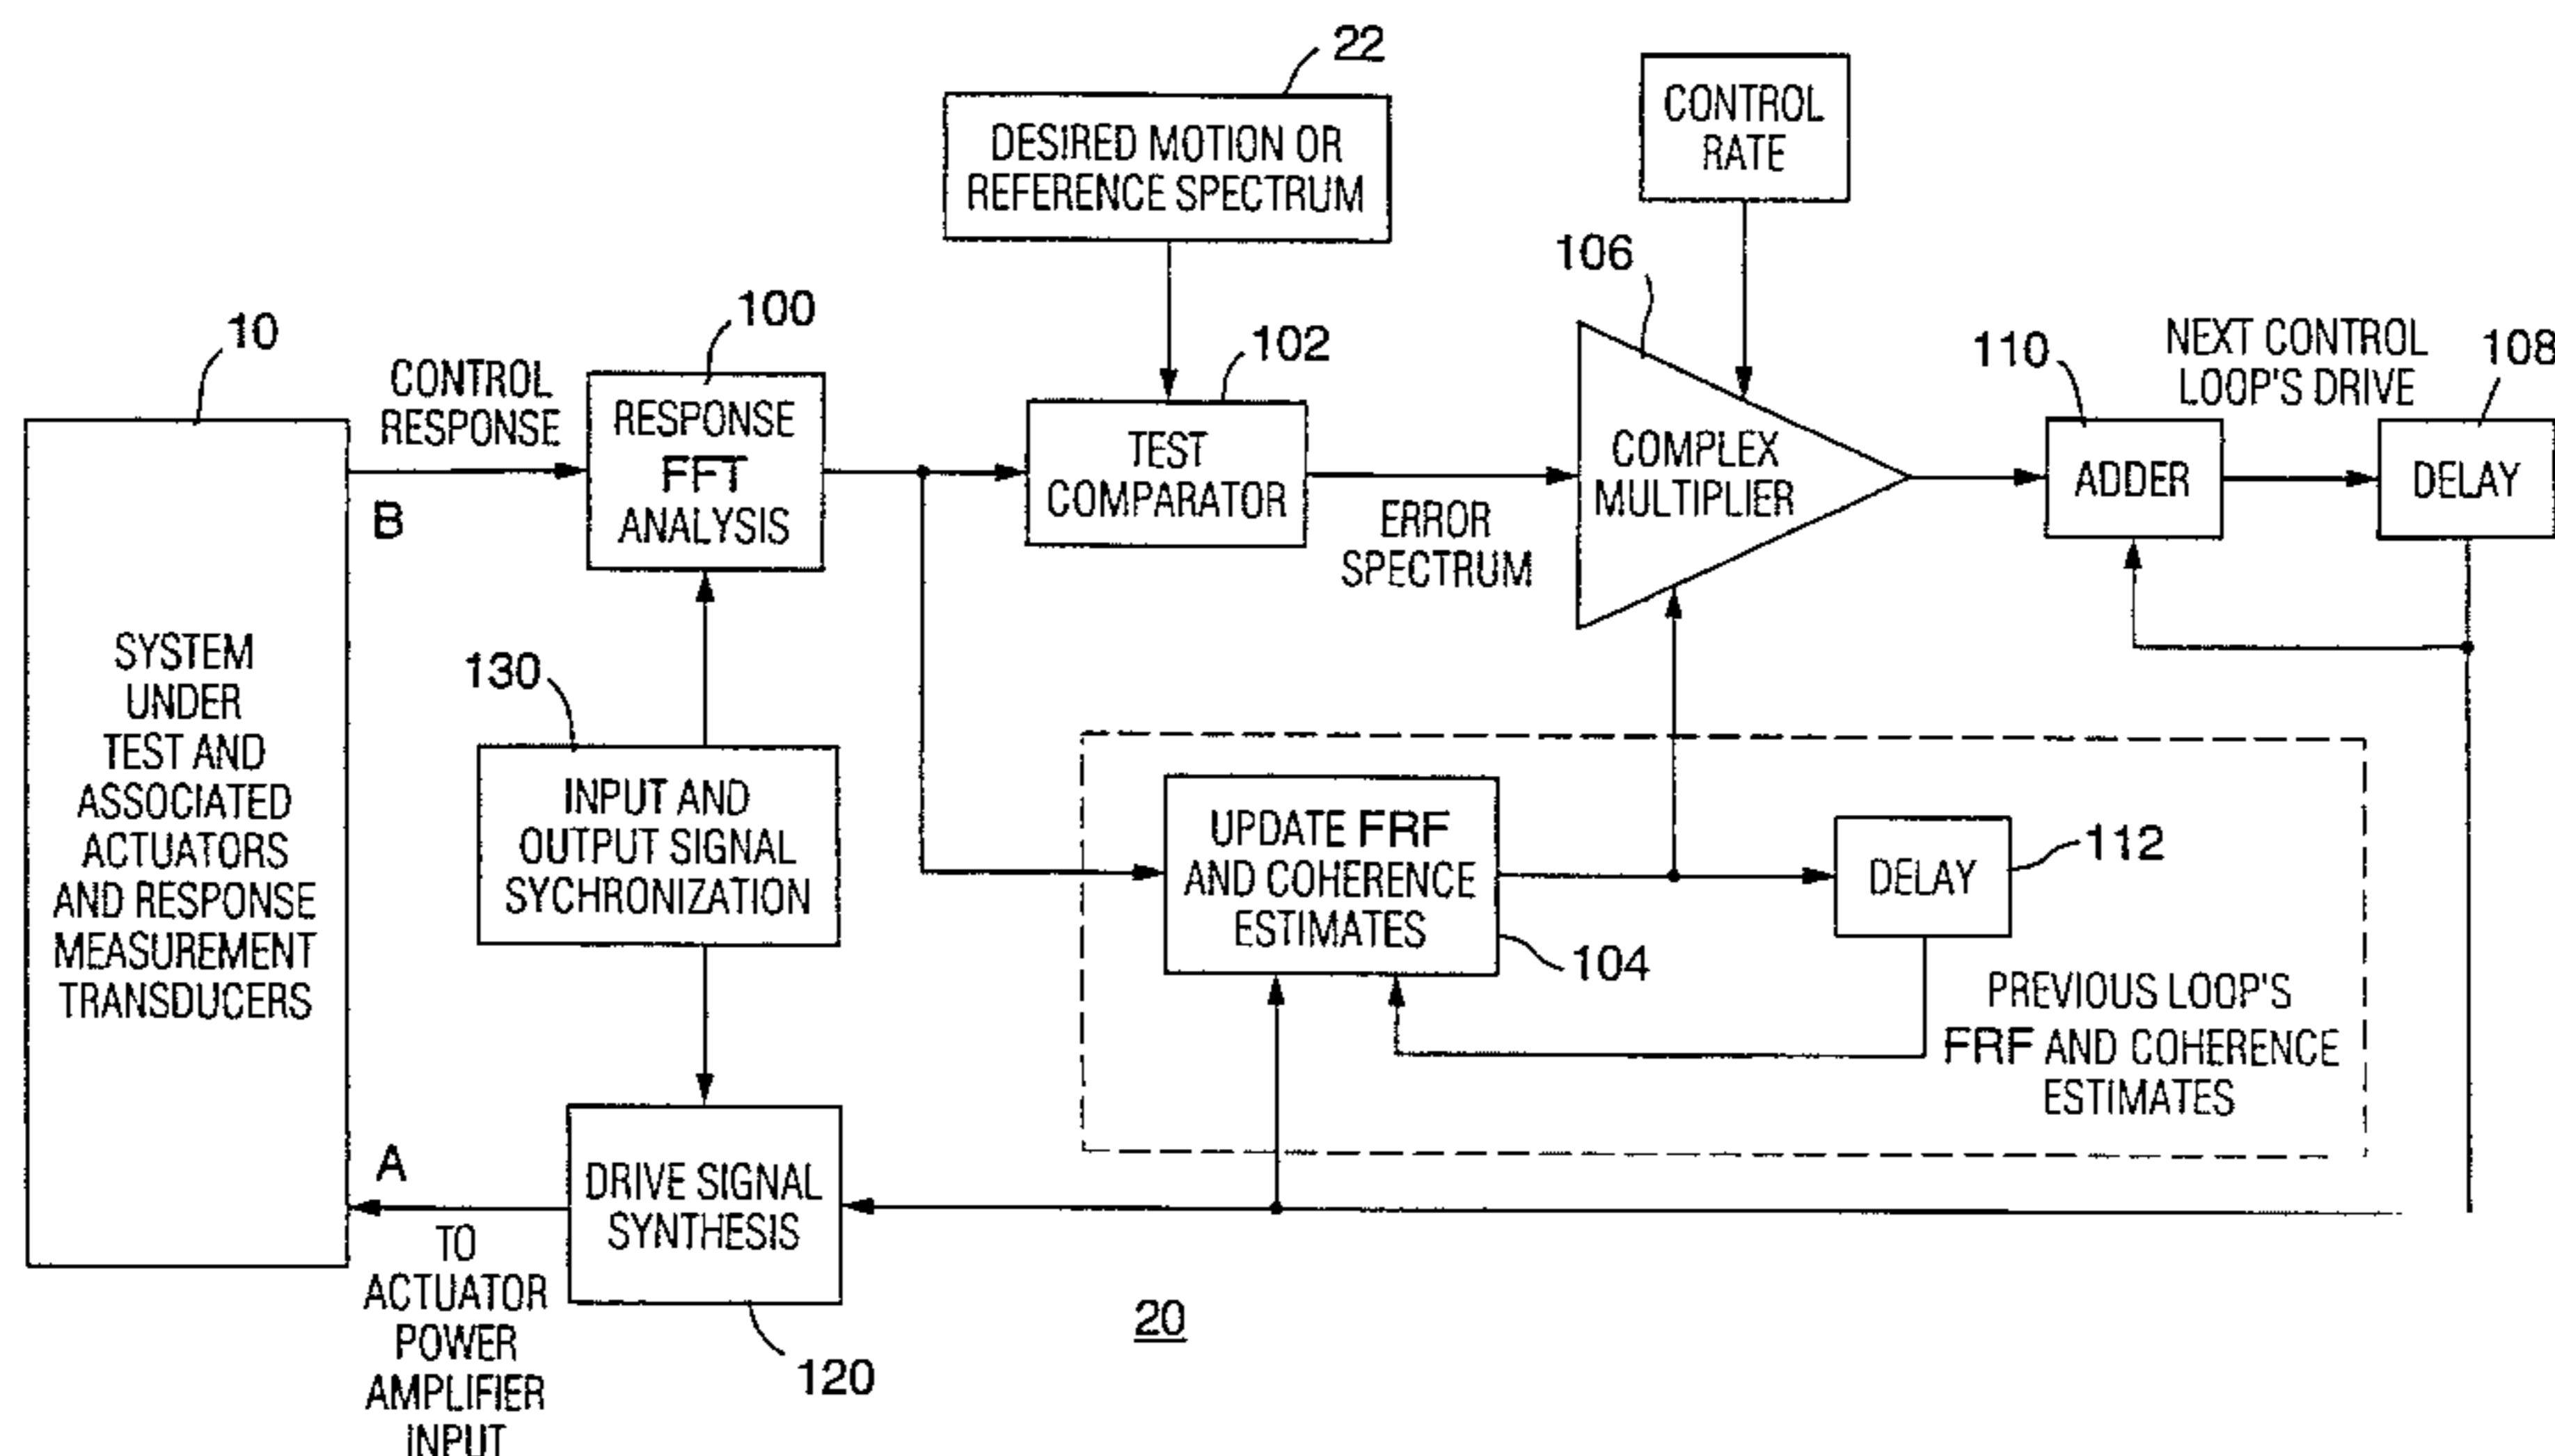 22
DESIRED MOTION OR
REFERENCE SPECTRUM
CONTROL
RATE
10
CONTROL
RESPONSE
B
100
RESPONSE
FFT
ANALYSIS
102
TEST
COMPARATOR
ERROR
SPECTRUM
106
COMPLEX
MULTIPLIER
110
ADDER
NEXT CONTROL
LOOP'S DRIVE
108
DELAY
SYSTEM
UNDER
TEST AND
ASSOCIATED
ACTUATORS
AND RESPONSE
MEASUREMENT
TRANSDUCERS
130
INPUT AND
OUTPUT SIGNAL
SYCHRONIZATION
UPDATE FRF
AND COHERENCE
ESTIMATES
104
DELAY
112
PREVIOUS LOOP'S
FRF AND COHERENCE
ESTIMATES
A
TO
ACTUATOR
POWER
AMPLIFIER
INPUT
DRIVE SIGNAL
SYNTHESIS
120
20